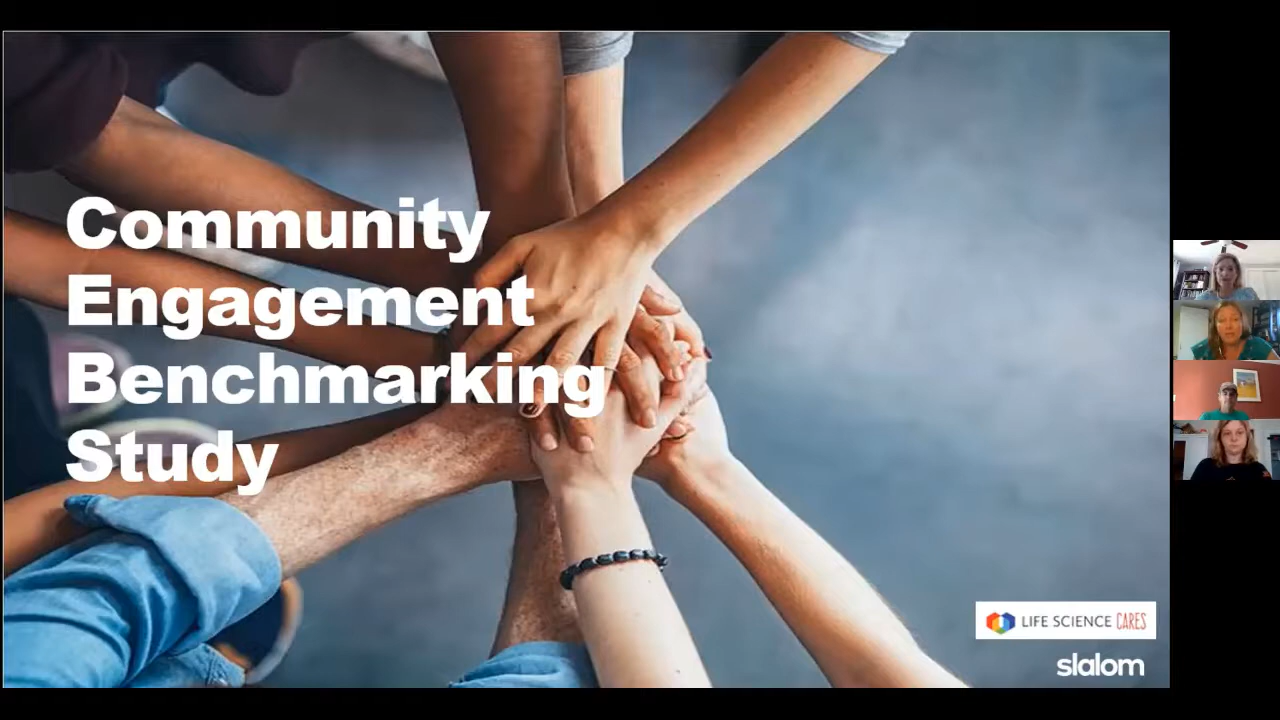 Community
Engagement
Benchmarking
Study
LIFE SCIENCE CARES
slalom